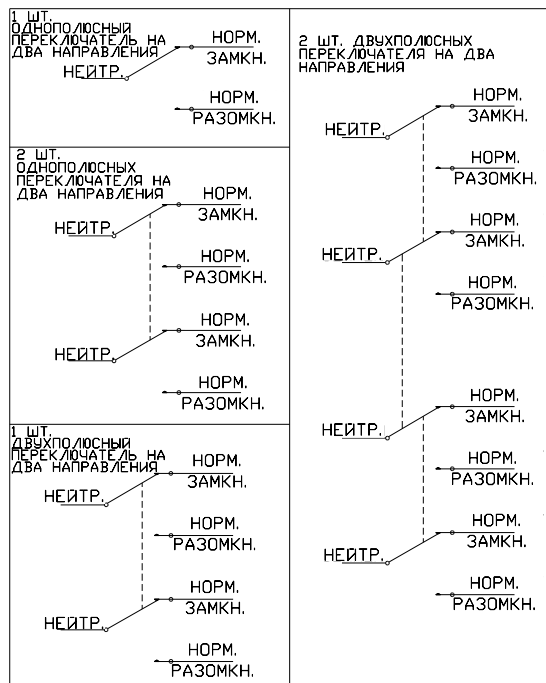 1 ШТ.
ОДНОПОЛЮСНЫЙ
ПЕРЕКЛЮЧАТЕЛЬ НА
ДВА НАПРАВЛЕНИЯ
НОРМ.
ЗАМКН.
НЕЙТР.
НОРМ.
РАЗОМКН.
2 ШТ.
ОДНОПОЛЮСНЫХ
ПЕРЕКЛЮЧАТЕЛЯ НА
ДВА НАПРАВЛЕНИЯ
НОРМ.
ЗАМКН.
НЕЙТР.
НОРМ.
РАЗОМКН.
НОРМ.
ЗАМКН.
НЕЙТР.
НОРМ.
РАЗОМКН.
1 ШТ.
ДВУХПОЛЮСНЫЙ
ПЕРЕКЛЮЧАТЕЛЬ НА
ДВА НАПРАВЛЕНИЯ
НОРМ.
ЗАМКН.
НЕЙТР.
НОРМ.
РАЗОМКН.
НОРМ.
ЗАМКН.
НЕЙТР.
НОРМ.
РАЗОМКН.
2 ШТ. ДВУХПОЛЮСНЫХ
ПЕРЕКЛЮЧАТЕЛЯ НА ДВА
НАПРАВЛЕНИЯ
НОРМ.
ЗАМКН.
НЕЙТР.
НОРМ.
РАЗОМКН.
НОРМ.
ЗАМКН.
НЕЙТР.
НОРМ.
РАЗОМКН.
НОРМ.
ЗАМКН.
НЕЙТР.
НОРМ.
РАЗОМКН.
НОРМ.
ЗАМКН.
НЕЙТР.
НОРМ.
РАЗОМКН.